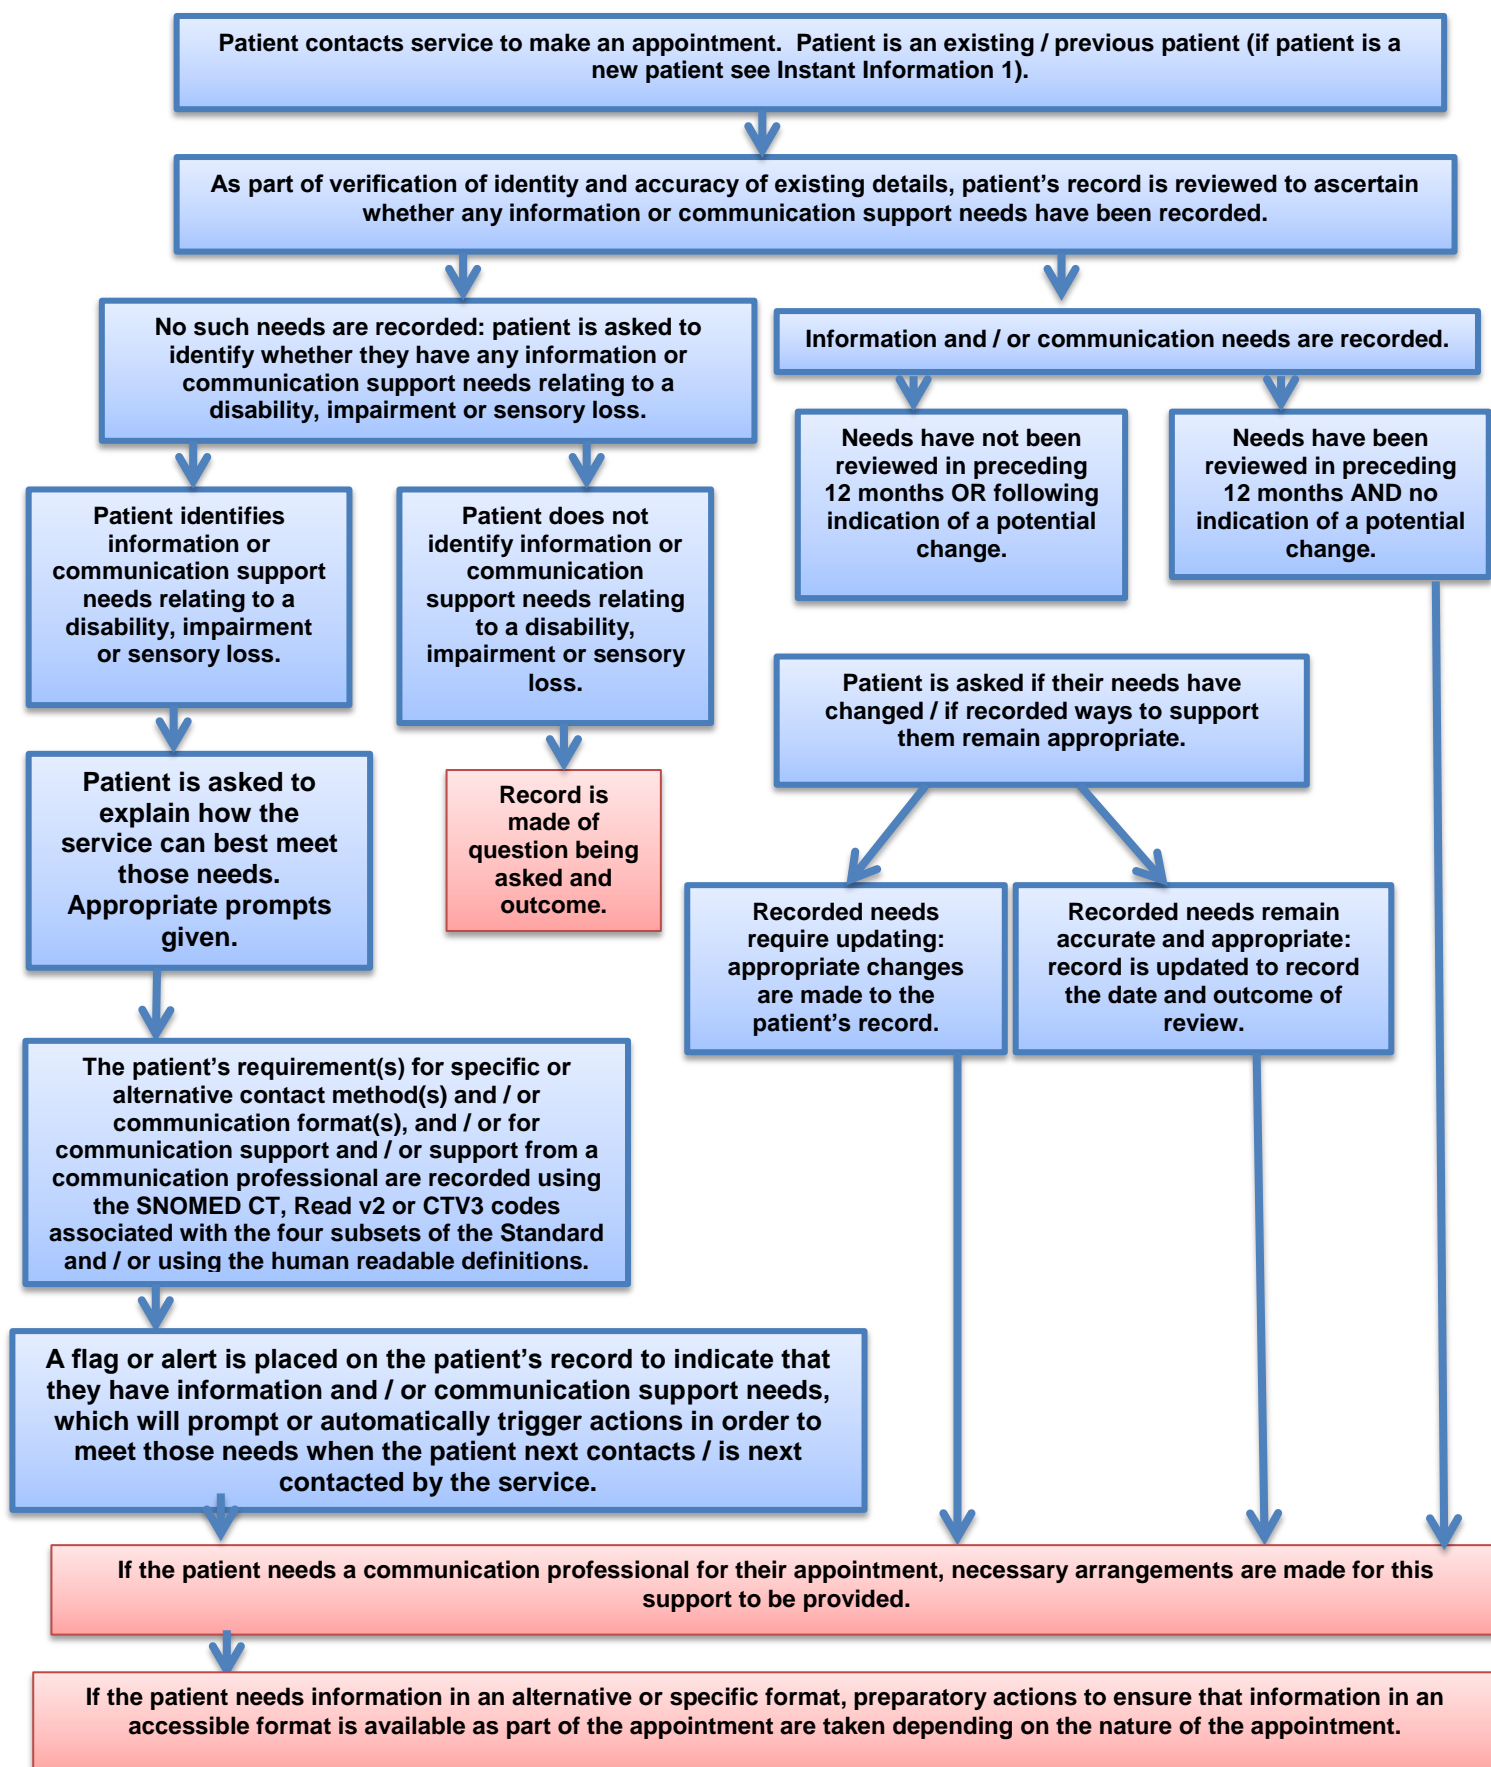 Patient contacts service to make an appointment.  Patient is an existing / previous patient (if patient is a
new patient see Instant Information 1).
As part of verification of identity and accuracy of existing details, patient’s record is reviewed to ascertain
whether any information or communication support needs have been recorded.
No such needs are recorded: patient is asked to
identify whether they have any information or
communication support needs relating to a
disability, impairment or sensory loss.
Information and / or communication needs are recorded.
Needs have not been
reviewed in preceding
12 months OR following
indication of a potential
change.
Needs have been
reviewed in preceding
12 months AND no
indication of a potential
change.
Patient identifies
information or
communication support
needs relating to a
disability, impairment
or sensory loss.
Patient does not
identify information or
communication
support needs relating
to a disability,
impairment or sensory
loss.
Patient is asked if their needs have
changed / if recorded ways to support
them remain appropriate.
Patient is asked to
explain how the
service can best meet
those needs.
Appropriate prompts
given.
Record is
made of
question being
asked and
outcome.
Recorded needs
require updating:
appropriate changes
are made to the
patient’s record.
Recorded needs remain
accurate and appropriate:
record is updated to record
the date and outcome of
review.
The patient’s requirement(s) for specific or
alternative contact method(s) and / or
communication format(s), and / or for
communication support and / or support from a
communication professional are recorded using
the SNOMED CT, Read v2 or CTV3 codes
associated with the four subsets of the Standard
and / or using the human readable definitions.
A flag or alert is placed on the patient’s record to indicate that
they have information and / or communication support needs,
which will prompt or automatically trigger actions in order to
meet those needs when the patient next contacts / is next
contacted by the service.
If the patient needs a communication professional for their appointment, necessary arrangements are made for this
support to be provided.
If the patient needs information in an alternative or specific format, preparatory actions to ensure that information in an
accessible format is available as part of the appointment are taken depending on the nature of the appointment.